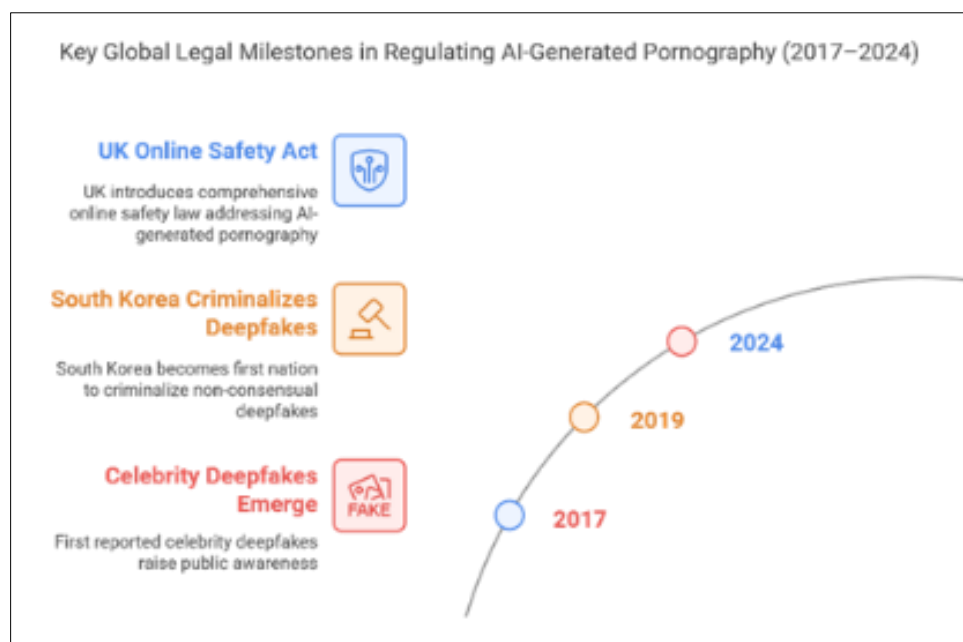 Key Global Legal Milestones in Regulating AI-Generated Pornography (2017–2024)
UK Online Safety Act
UK introduces comprehensive
online safety law addressing AI-
generated pornography
South Korea Criminalizes
Deepfakes
South Korea becomes first nation
to criminalize non-consensual
deepfakes
Celebrity Deepfakes
Emerge
First reported celebrity deepfakes
raise public awareness
FAKE
2024
2019
2017